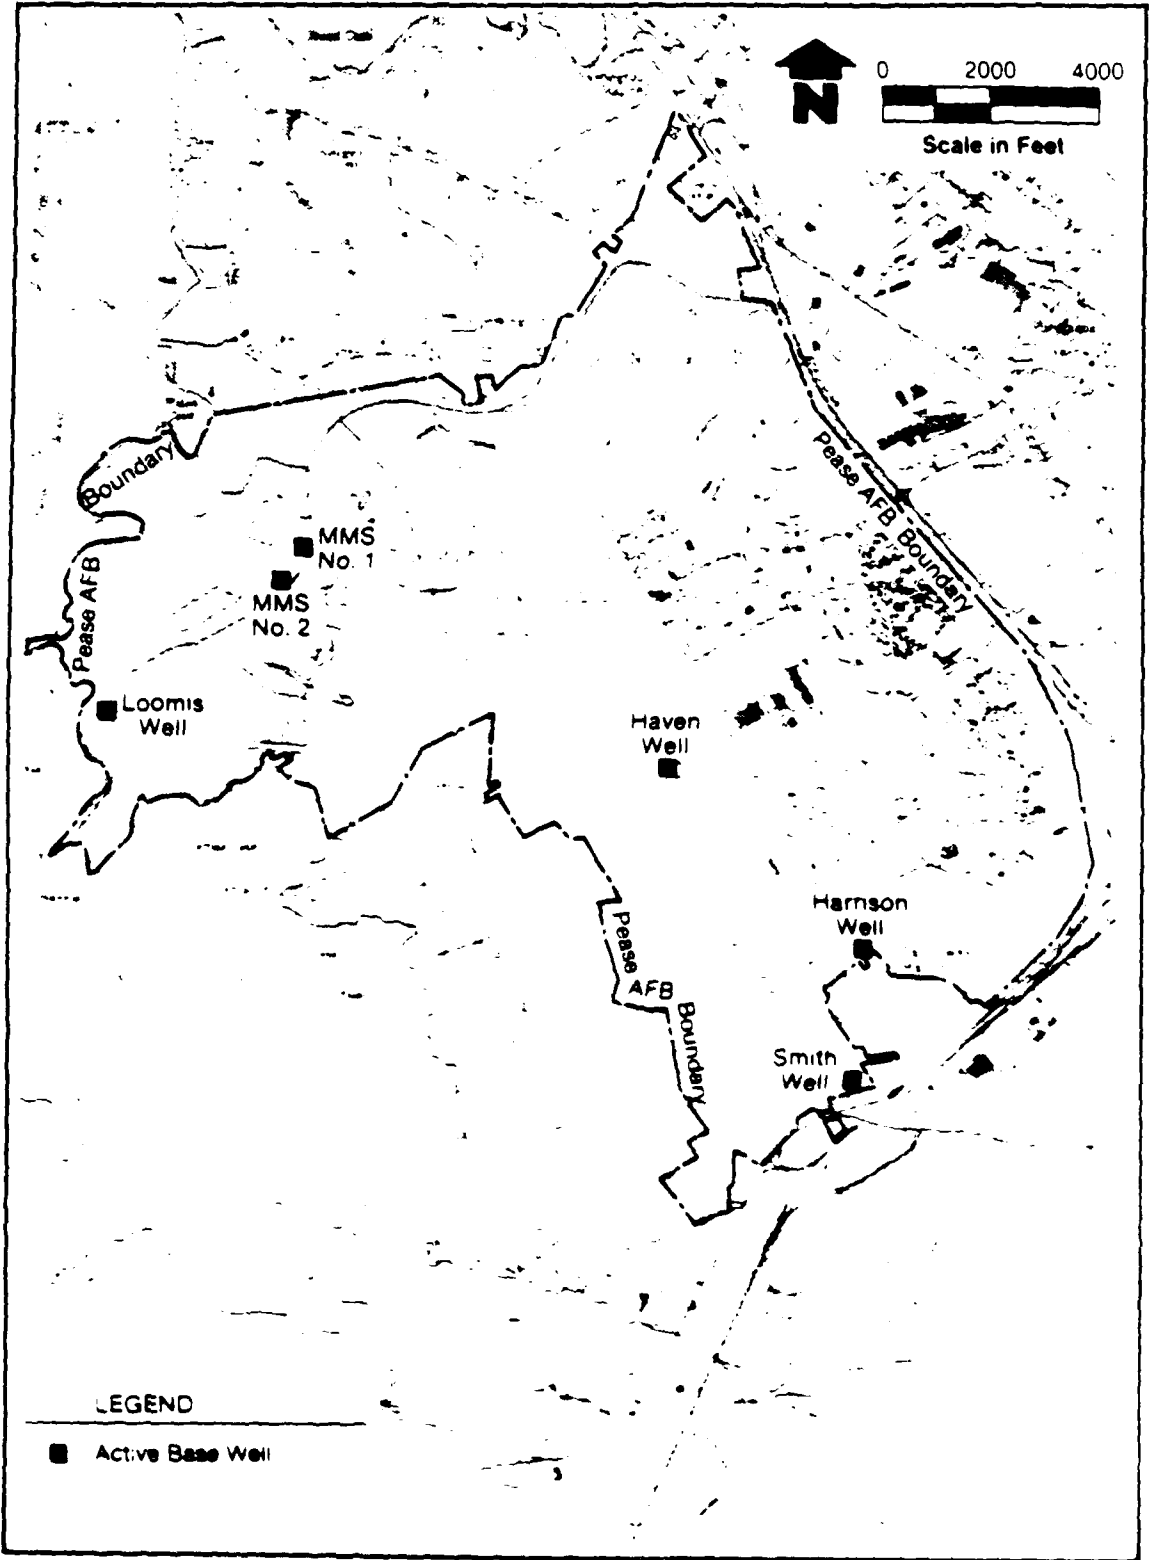 0 2000 4000
N
Scale in Feet
Boundary
Pease AFB
Pease AFB Boundary
MMS
No. 1
MMS
No. 2
Loomis
Well
Haven
Well
Harrison
Well
Pease
AFB
Boundary
Smith
Well
LEGEND
Active Base Well